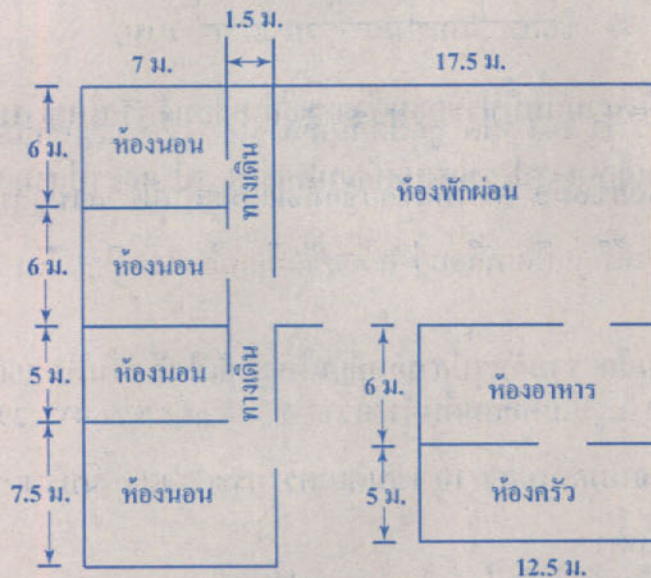 1.5 ม.
7 ม.
17.5 ม.
6 ม.
ห้องนอน
ทางเดิน
ห้องพักผ่อน
6 ม.
ห้องนอน
5 ม.
ห้องนอน
ทางเดิน
6 ม.
ห้องอาหาร
7.5 ม.
ห้องนอน
5 ม.
ห้องครัว
12.5 ม.